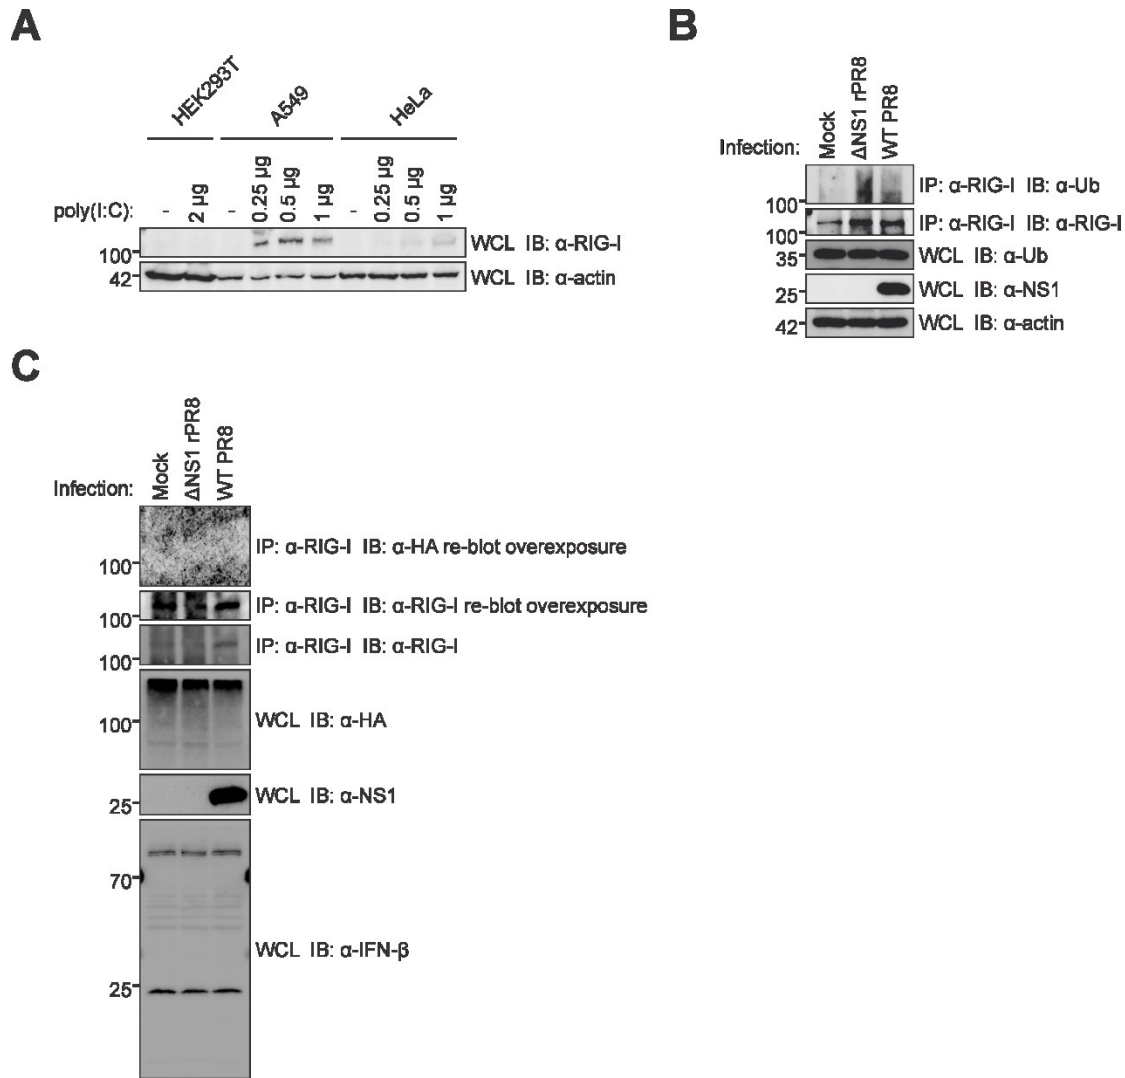 A
HEK293T A549 HeLa
poly(I:C): - 2 µg - 0.25 µg 0.5 µg 1 µg - 0.25 µg 0.5 µg 1 µg
100 WCL IB: α-RIG-I
42 WCL IB: α-actin
B
Infection: Mock ΔNS1 rPR8 WT PR8
100 IP: α-RIG-I IB: α-Ub
100 IP: α-RIG-I IB: α-RIG-I
35 WCL IB: α-Ub
25 WCL IB: α-NS1
42 WCL IB: α-actin
C
Infection: Mock ΔNS1 rPR8 WT PR8
100 IP: α-RIG-I IB: α-HA re-blot overexposure
100 IP: α-RIG-I IB: α-RIG-I re-blot overexposure
100 IP: α-RIG-I IB: α-RIG-I
100 WCL IB: α-HA
25 WCL IB: α-NS1
70
WCL IB: α-IFN-β
25